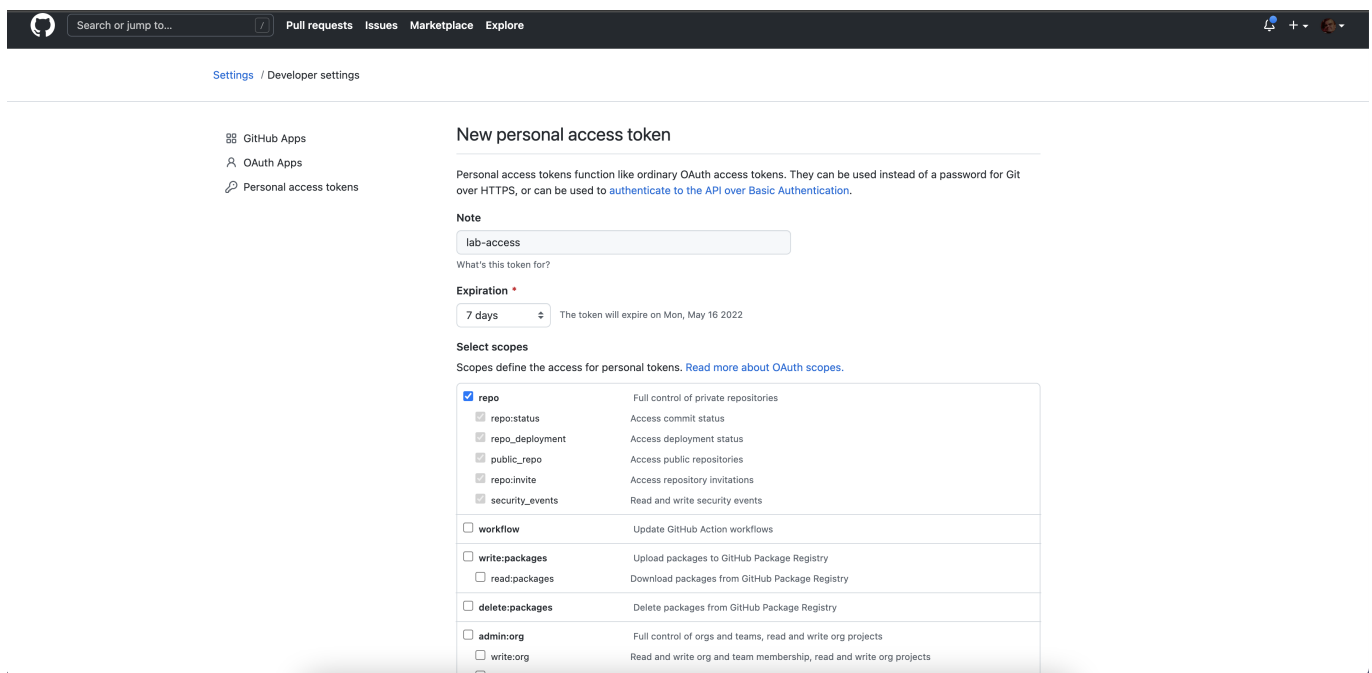 Search or jump to... / Pull requests Issues Marketplace Explore
Settings / Developer settings
GitHub Apps
OAuth Apps
Personal access tokens
New personal access token
Personal access tokens function like ordinary OAuth access tokens. They can be used instead of a password for Git
over HTTPS, or can be used to authenticate to the API over Basic Authentication.
Note
lab-access
What's this token for?
Expiration *
7 days The token will expire on Mon, May 16 2022
Select scopes
Scopes define the access for personal tokens. Read more about OAuth scopes.
repo Full control of private repositories
repo:status Access commit status
repo_deployment Access deployment status
public_repo Access public repositories
repo:invite Access repository invitations
security_events Read and write security events
workflow Update GitHub Action workflows
write:packages Upload packages to GitHub Package Registry
read:packages Download packages from GitHub Package Registry
delete:packages Delete packages from GitHub Package Registry
admin:org Full control of orgs and teams, read and write org projects
write:org Read and write org and team membership, read and write org projects